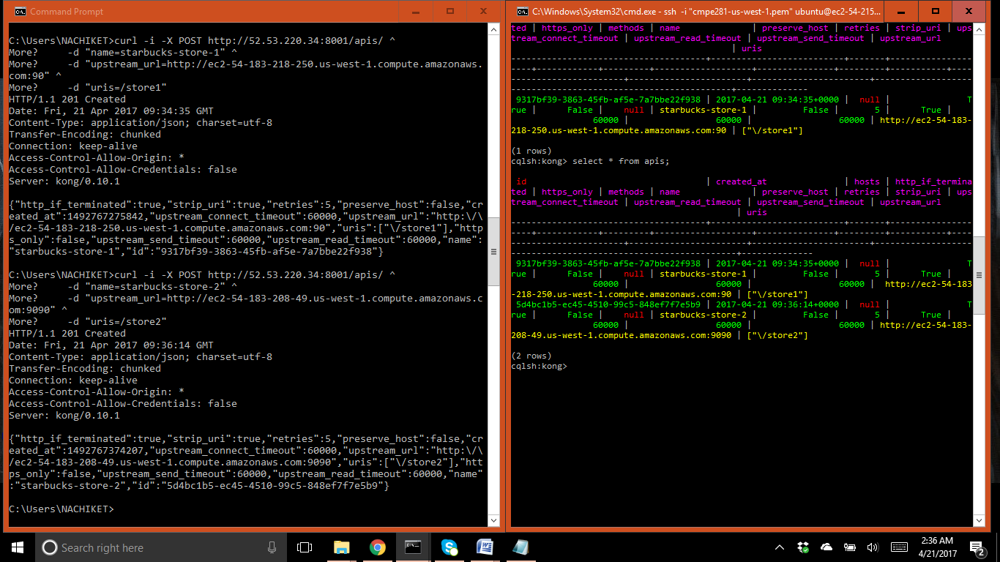 Command Prompt
C:\Users\NACHIKET>curl -i -X POST http://52.53.220.34:8001/apis/ ^
More?     -d "name=starbucks-store-1" ^
More?     -d "upstream_url=http://ec2-54-183-218-250.us-west-1.compute.amazonaws.
com:90" ^
More?     -d "uris=/store1"
HTTP/1.1 201 Created
Date: Fri, 21 Apr 2017 09:34:35 GMT
Content-Type: application/json; charset=utf-8
Transfer-Encoding: chunked
Connection: keep-alive
Access-Control-Allow-Origin: *
Access-Control-Allow-Credentials: false
Server: kong/0.10.1
{"http_if_terminated":true,"strip_uri":true,"retries":5,"preserve_host":false,"cr
eated_at":1492767275842,"upstream_connect_timeout":60000,"upstream_url":"http:\/\
/ec2-54-183-218-250.us-west-1.compute.amazonaws.com:90","uris":["\/store1"],"http
s_only":false,"upstream_send_timeout":60000,"upstream_read_timeout":60000,"name":
"starbucks-store-1","id":"9317bf39-3863-45fb-af5e-7a7bbe22f938"}
C:\Users\NACHIKET>curl -i -X POST http://52.53.220.34:8001/apis/ ^
More?     -d "name=starbucks-store-2" ^
More?     -d "upstream_url=http://ec2-54-183-208-49.us-west-1.compute.amazonaws.c
om:9090" ^
More?     -d "uris=/store2"
HTTP/1.1 201 Created
Date: Fri, 21 Apr 2017 09:36:14 GMT
Content-Type: application/json; charset=utf-8
Transfer-Encoding: chunked
Connection: keep-alive
Access-Control-Allow-Origin: *
Access-Control-Allow-Credentials: false
Server: kong/0.10.1
{"http_if_terminated":true,"strip_uri":true,"retries":5,"preserve_host":false,"cr
eated_at":1492767374207,"upstream_connect_timeout":60000,"upstream_url":"http:\/\
/ec2-54-183-208-49.us-west-1.compute.amazonaws.com:9090","uris":["\/store2"],"htt
ps_only":false,"upstream_send_timeout":60000,"upstream_read_timeout":60000,"name"
:"starbucks-store-2","id":"5d4bc1b5-ec45-4510-99c5-848ef7f7e5b9"}
C:\Users\NACHIKET>
C:\Windows\System32\cmd.exe - ssh -i "cmpe281-us-west-1.pem" ubuntu@ec2-54-215...
ted | https_only | methods | name | preserve_host | retries | strip_uri | ups
tream_connect_timeout | upstream_read_timeout | upstream_send_timeout | upstream_url
| uris
9317bf39-3863-45fb-af5e-7a7bbe22f938 | 2017-04-21 09:34:35+0000 | null | T
rue | False | null | starbucks-store-1 | False | 5 | True |
60000 | 60000 | 60000 | http://ec2-54-183-
218-250.us-west-1.compute.amazonaws.com:90 | ["\/store1"]
(1 rows)
cqlsh:kong> select * from apis;
id | created_at | hosts | http_if_termina
ted | https_only | methods | name | preserve_host | retries | strip_uri | ups
tream_connect_timeout | upstream_read_timeout | upstream_send_timeout | upstream_url
| uris
9317bf39-3863-45fb-af5e-7a7bbe22f938 | 2017-04-21 09:34:35+0000 | null | T
rue | False | null | starbucks-store-1 | False | 5 | True |
60000 | 60000 | 60000 | http://ec2-54-183
-218-250.us-west-1.compute.amazonaws.com:90 | ["\/store1"]
5d4bc1b5-ec45-4510-99c5-848ef7f7e5b9 | 2017-04-21 09:36:14+0000 | null | T
rue | False | null | starbucks-store-2 | False | 5 | True |
60000 | 60000 | 60000 | http://ec2-54-183-
208-49.us-west-1.compute.amazonaws.com:9090 | ["\/store2"]
(2 rows)
cqlsh:kong>
Search right here
2:36 AM
4/21/2017
2